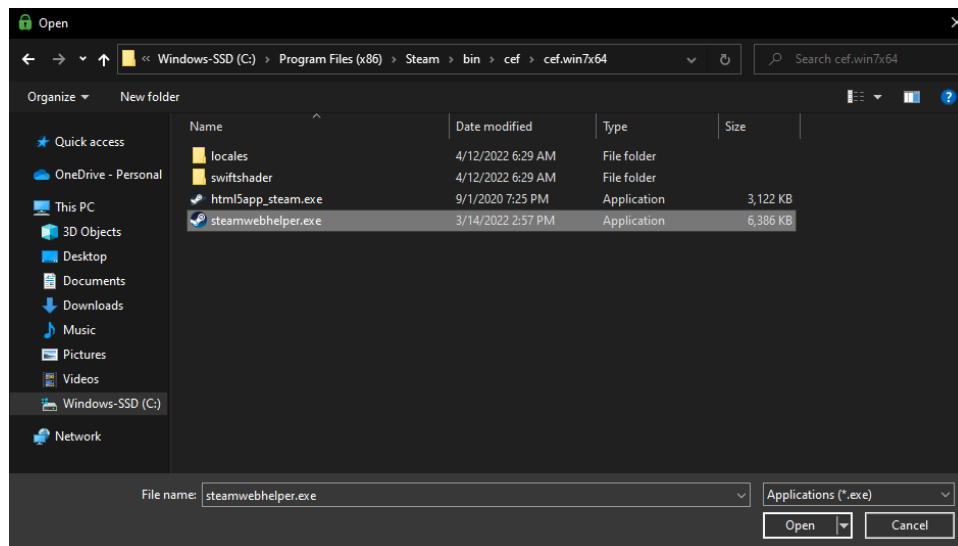 Open
« Windows-SSD (C:) > Program Files (x86) > Steam > bin > cef > cef.win7x64
Search cef.win7x64
Organize
New folder
Name Date modified Type Size
Quick access
OneDrive - Personal
This PC
3D Objects
Desktop
Documents
Downloads
Music
Pictures
Videos
Windows-SSD (C:)
Network
locales 4/12/2022 6:29 AM File folder
swiftshader 4/12/2022 6:29 AM File folder
html5app_steam.exe 9/1/2020 7:25 PM Application 3,122 KB
steamwebhelper.exe 3/14/2022 2:57 PM Application 6,386 KB
File name: steamwebhelper.exe
Applications (*.exe)
Open
Cancel